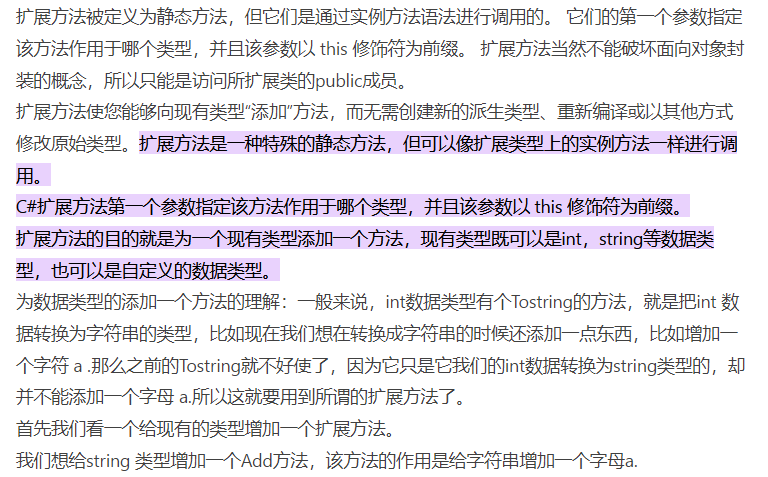 扩展方法被定义为静态方法，但它们是通过实例方法语法进行调用的。 它们的第一个参数指定
该方法作用于哪个类型，并且该参数以 this 修饰符为前缀。 扩展方法当然不能破坏面向对象封
装的概念，所以只能是访问所扩展类的public成员。
扩展方法使您能够向现有类型“添加”方法，而无需创建新的派生类型、重新编译或以其他方式
修改原始类型。扩展方法是一种特殊的静态方法，但可以像扩展类型上的实例方法一样进行调
用。
C#扩展方法第一个参数指定该方法作用于哪个类型，并且该参数以 this 修饰符为前缀。
扩展方法的目的就是为一个现有类型添加一个方法，现有类型既可以是int，string等数据类
型，也可以是自定义的数据类型。
为数据类型的添加一个方法的理解：一般来说，int数据类型有个Tostring的方法，就是把int 数
据转换为字符串的类型，比如现在我们想在转换成字符串的时候还添加一点东西，比如增加一
个字符 a .那么之前的Tostring就不好使了，因为它只是它我们的int数据转换为string类型的，却
并不能添加一个字母 a.所以这就要用到所谓的扩展方法了。
首先我们看一个给现有的类型增加一个扩展方法。
我们想给string 类型增加一个Add方法，该方法的作用是给字符串增加一个字母a.